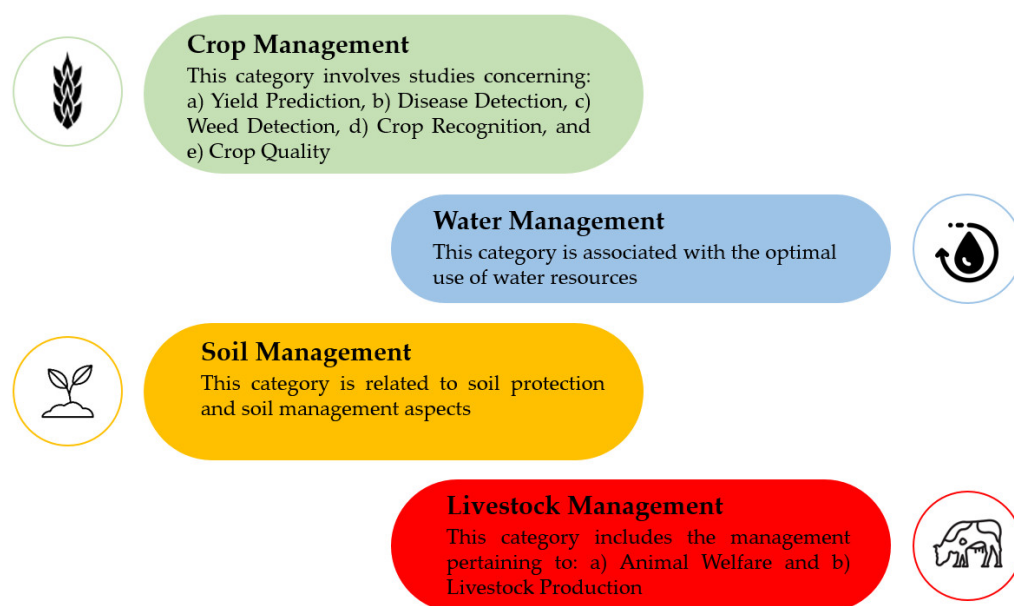 Crop Management
This category involves studies concerning:
a) Yield Prediction, b) Disease Detection, c)
Weed Detection, d) Crop Recognition, and
e) Crop Quality
Water Management
This category is associated with the optimal
use of water resources
Soil Management
This category is related to soil protection
and soil management aspects
Livestock Management
This category includes the management
pertaining to: a) Animal Welfare and b)
Livestock Production